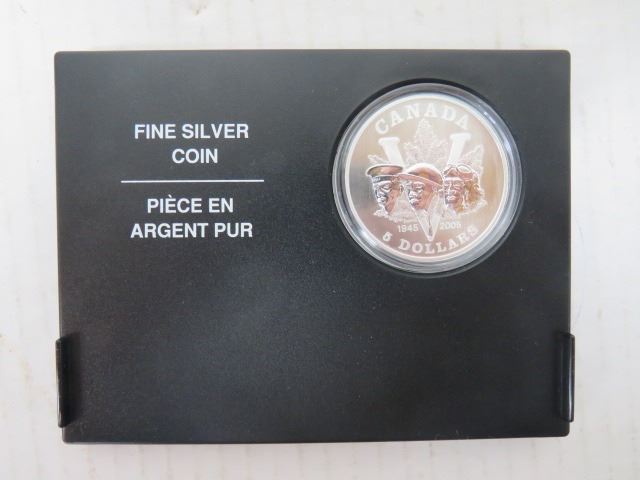 FINE SILVER
COIN
PIÈCE EN
ARGENT PUR
CANADA
1945 2005
5 DOLLARS